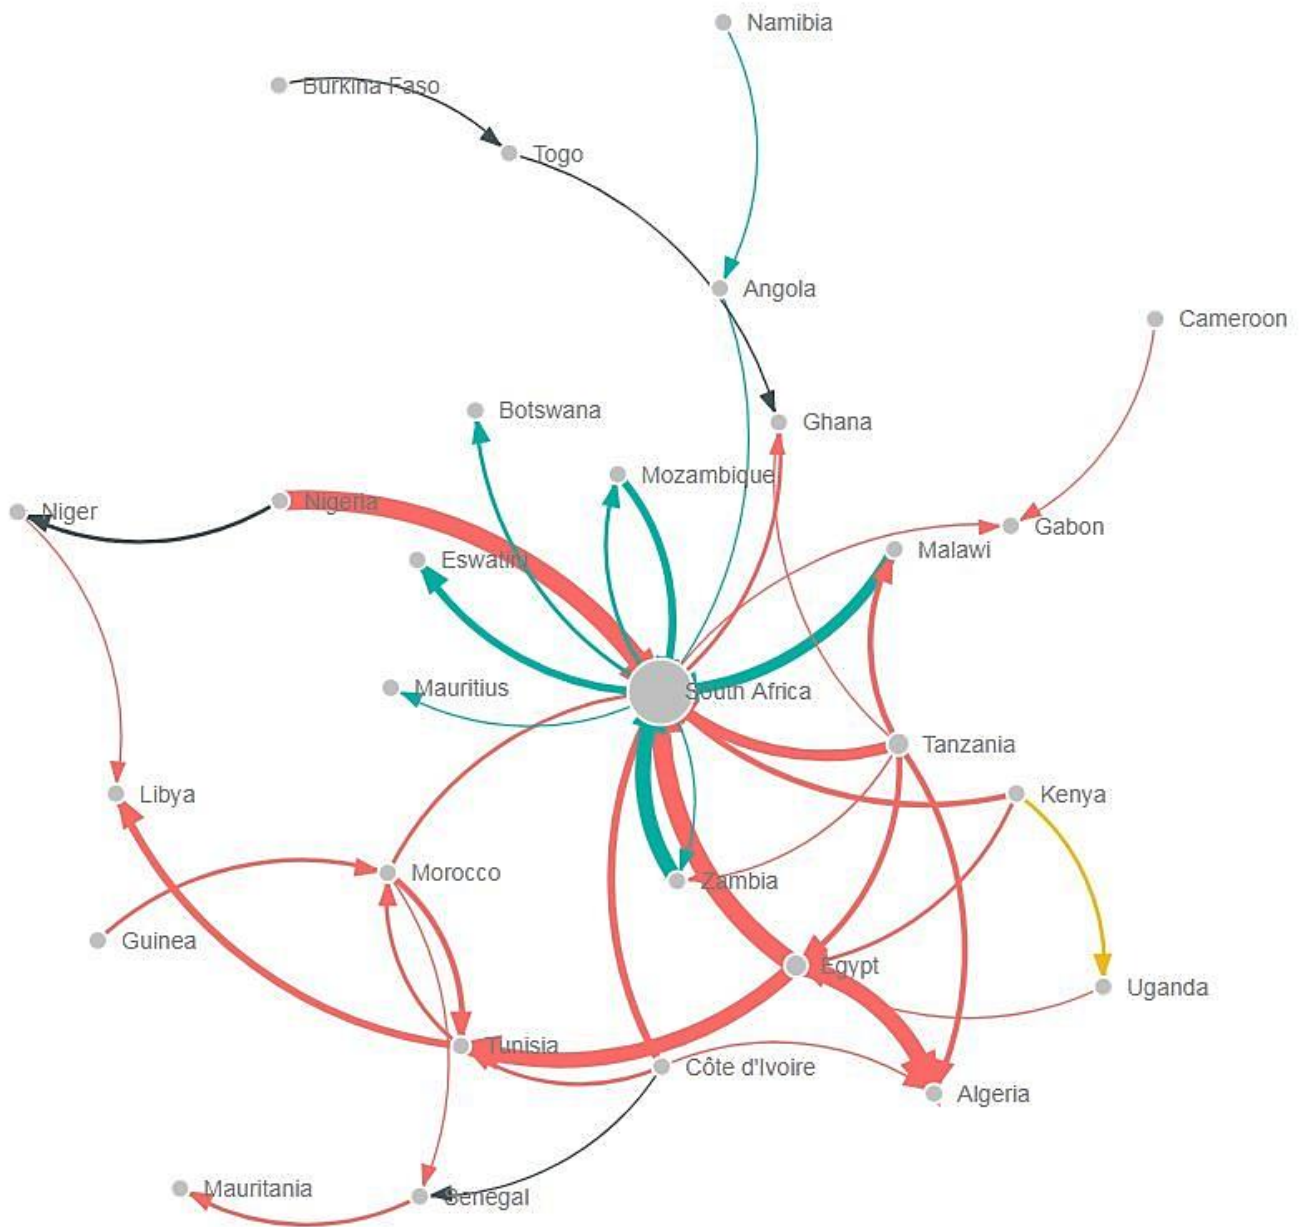 Namibia
Burkina Faso
Togo
Angola
Cameroon
Botswana
Ghana
Mozambique
Nigeria
Niger
Gabon
Malawi
Eswatini
Mauritius
South Africa
Tanzania
Libya
Kenya
Morocco
Zambia
Guinea
Egypt
Uganda
Tunisia
Côte d'Ivoire
Algeria
Mauritania
Senegal